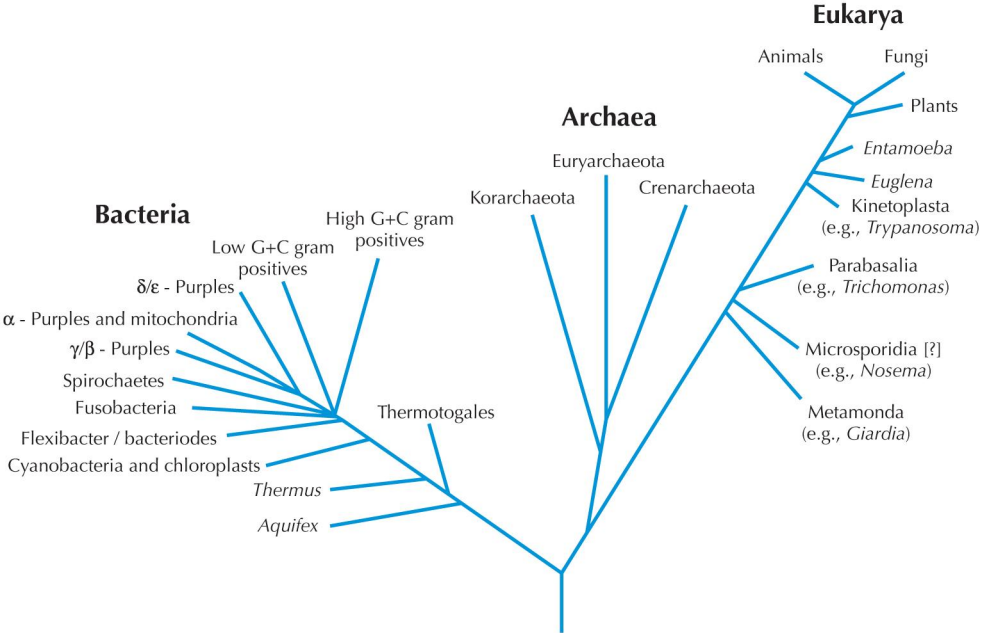 Eukarya
Animals
Fungi
Plants
Entamoeba
Euglena
Kinetoplasta
(e.g., Trypanosoma)
Parabasalia
(e.g., Trichomonas)
Microsporidia [?]
(e.g., Nosema)
Metamonda
(e.g., Giardia)
Archaea
Euryarchaeota
Korarchaeota
Crenarchaeota
Bacteria
High G+C gram
positives
Low G+C gram
positives
δ/ε - Purples
α - Purples and mitochondria
γ/β - Purples
Spirochaetes
Fusobacteria
Flexibacter / bacteriodes
Cyanobacteria and chloroplasts
Thermotogales
Thermus
Aquifex